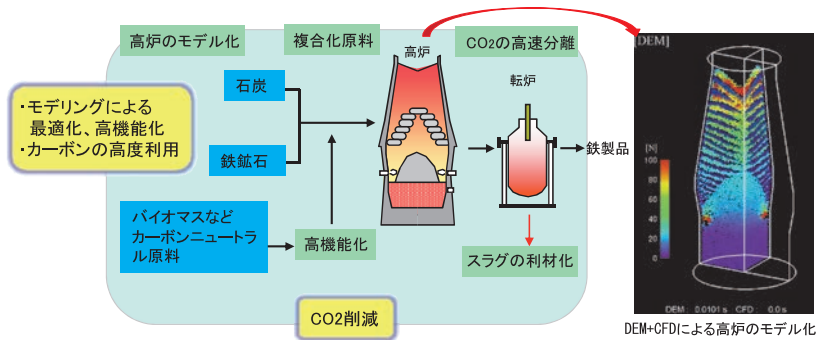 高炉のモデル化
複合化原料
高炉
CO2の高速分離
[DEM]
転炉
石炭
・モデリングによる
最適化、高機能化
・カーボンの高度利用
鉄鉱石
鉄製品
[N]
100
80
60
40
20
0
バイオマスなど
カーボンニュートラ
ル原料
高機能化
スラグの利材化
CO2削減
DEM : 0.0101 s CFD : 0.0 s
DEM+CFDによる高炉のモデル化